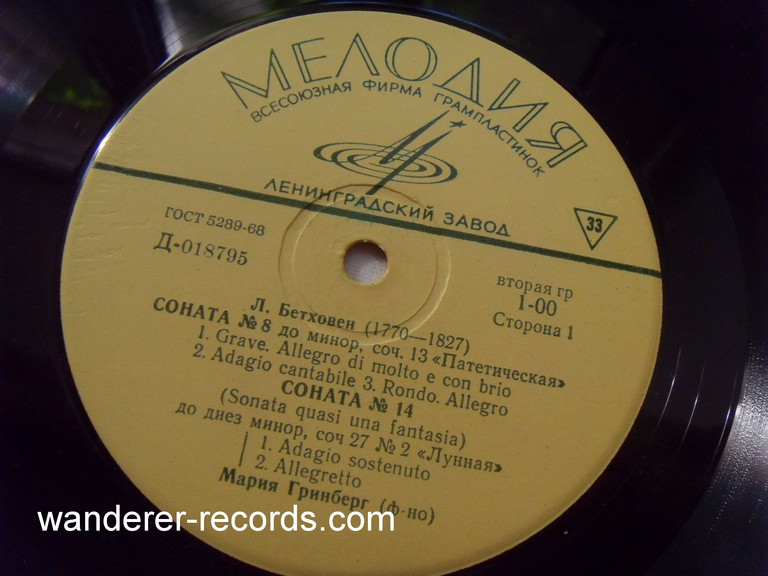 МЕЛОДИЯ
ВСЕСОЮЗНАЯ ФИРМА ГРАМПЛАСТИНОК
ЛЕНИНГРАДСКИЙ ЗАВОД
33
ГОСТ 5289-68
Д-018795
вторая гр
1-00
Сторона 1
Л. Бетховен (1770—1827)
СОНАТА № 8 до минор, соч. 13 «Патетическая»
1. Grave. Allegro di molto e con brio
2. Adagio cantabile 3. Rondo. Allegro
СОНАТА № 14
(Sonata quasi una fantasia)
до диез минор, соч 27 № 2 «Лунная»
1. Adagio sostenuto
2. Allegretto
Мария Гринберг (ф-но)
wanderer-records.com